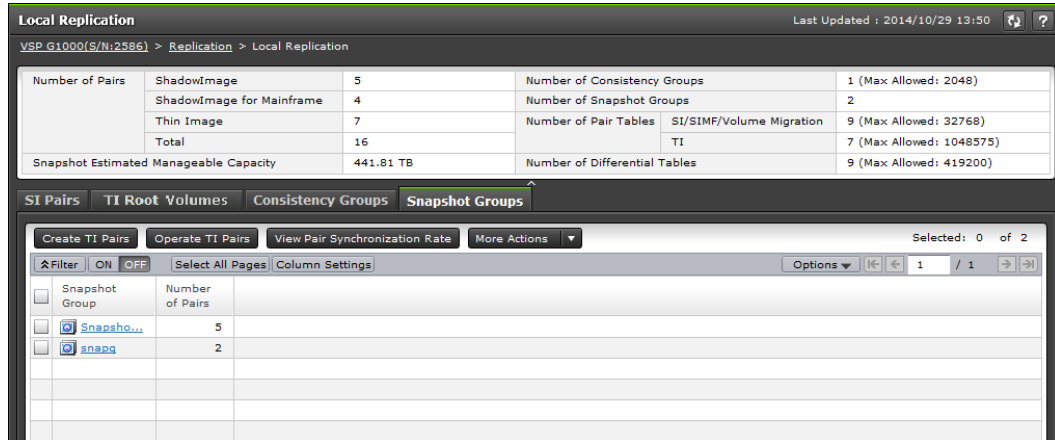 Local Replication Last Updated : 2014/10/29 13:50 ?
VSP G1000(S/N:2586) > Replication > Local Replication
Number of Pairs ShadowImage 5 Number of Consistency Groups 1 (Max Allowed: 2048)
ShadowImage for Mainframe 4 Number of Snapshot Groups 2
Thin Image 7 Number of Pair Tables SI/SIMF/Volume Migration 9 (Max Allowed: 32768)
Total 16 TI 7 (Max Allowed: 1048575)
Snapshot Estimated Manageable Capacity 441.81 TB Number of Differential Tables 9 (Max Allowed: 419200)
SI Pairs TI Root Volumes Consistency Groups Snapshot Groups
Create TI Pairs Operate TI Pairs View Pair Synchronization Rate More Actions Selected: 0 of 2
Filter ON OFF Select All Pages Column Settings Options 1 / 1
Snapshot Number
Group of Pairs
Snapsho... 5
snapg 2